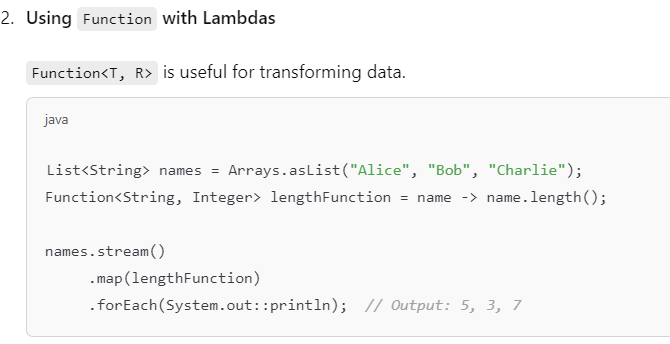 2. Using Function with Lambdas
Function<T, R> is useful for transforming data.
java
List<String> names = Arrays.asList("Alice", "Bob", "Charlie");
Function<String, Integer> lengthFunction = name -> name.length();
names.stream()
.map(lengthFunction)
.forEach(System.out::println); // Output: 5, 3, 7